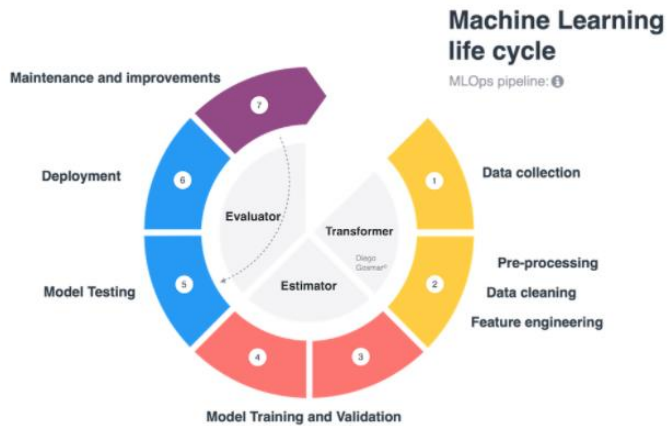 Machine Learning
life cycle
MLOps pipeline:
Maintenance and improvements
7
Deployment
6
1
Data collection
Evaluator
Transformer
Diego
Gosmar®
Pre-processing
Model Testing
5
Estimator
2
Data cleaning
Feature engineering
4
3
Model Training and Validation